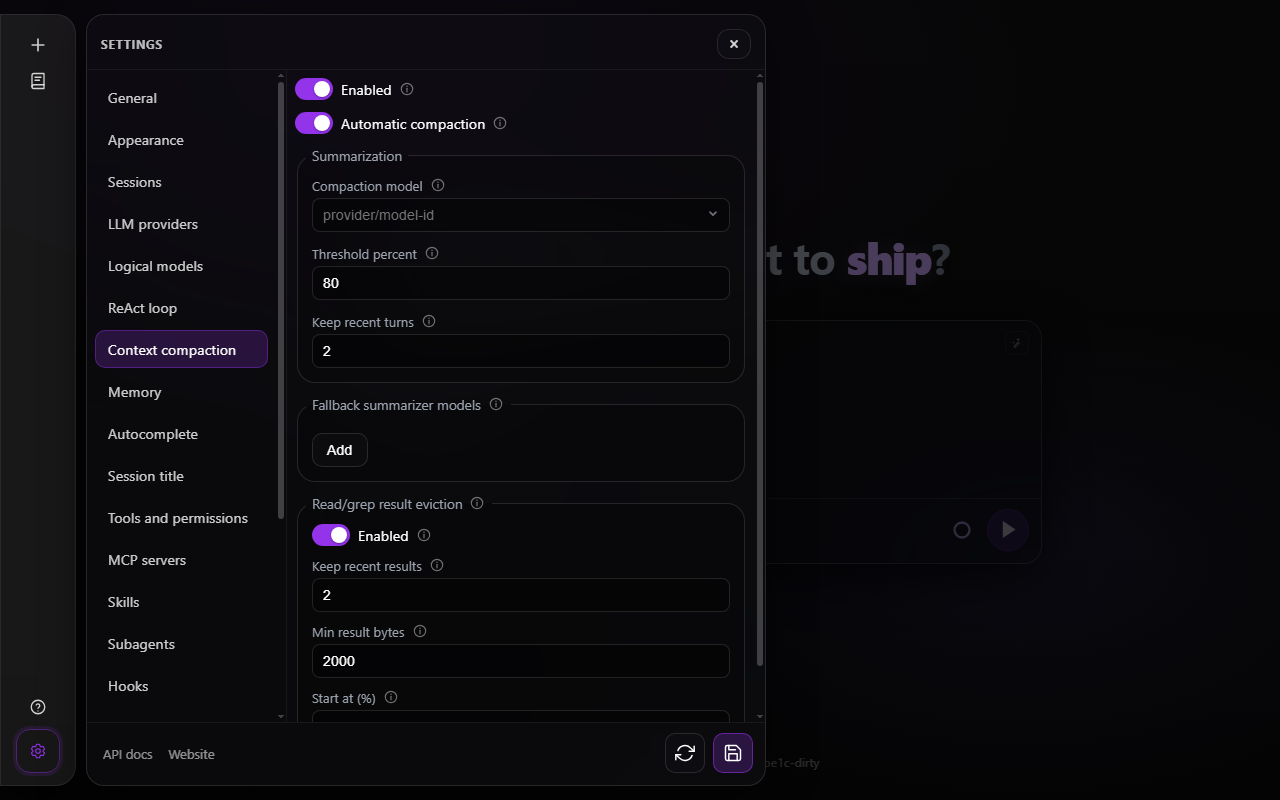 SETTINGS
General
Appearance
Sessions
LLM providers
Logical models
ReAct loop
Context compaction
Memory
Autocomplete
Session title
Tools and permissions
MCP servers
Skills
Subagents
Hooks
Enabled
Automatic compaction
Summarization
Compaction model
provider/model-id
Threshold percent
80
Keep recent turns
2
Fallback summarizer models
Add
Read/grep result eviction
Enabled
Keep recent results
2
Min result bytes
2000
Start at (%)
API docs
Website
t to ship?
be1c-dirty